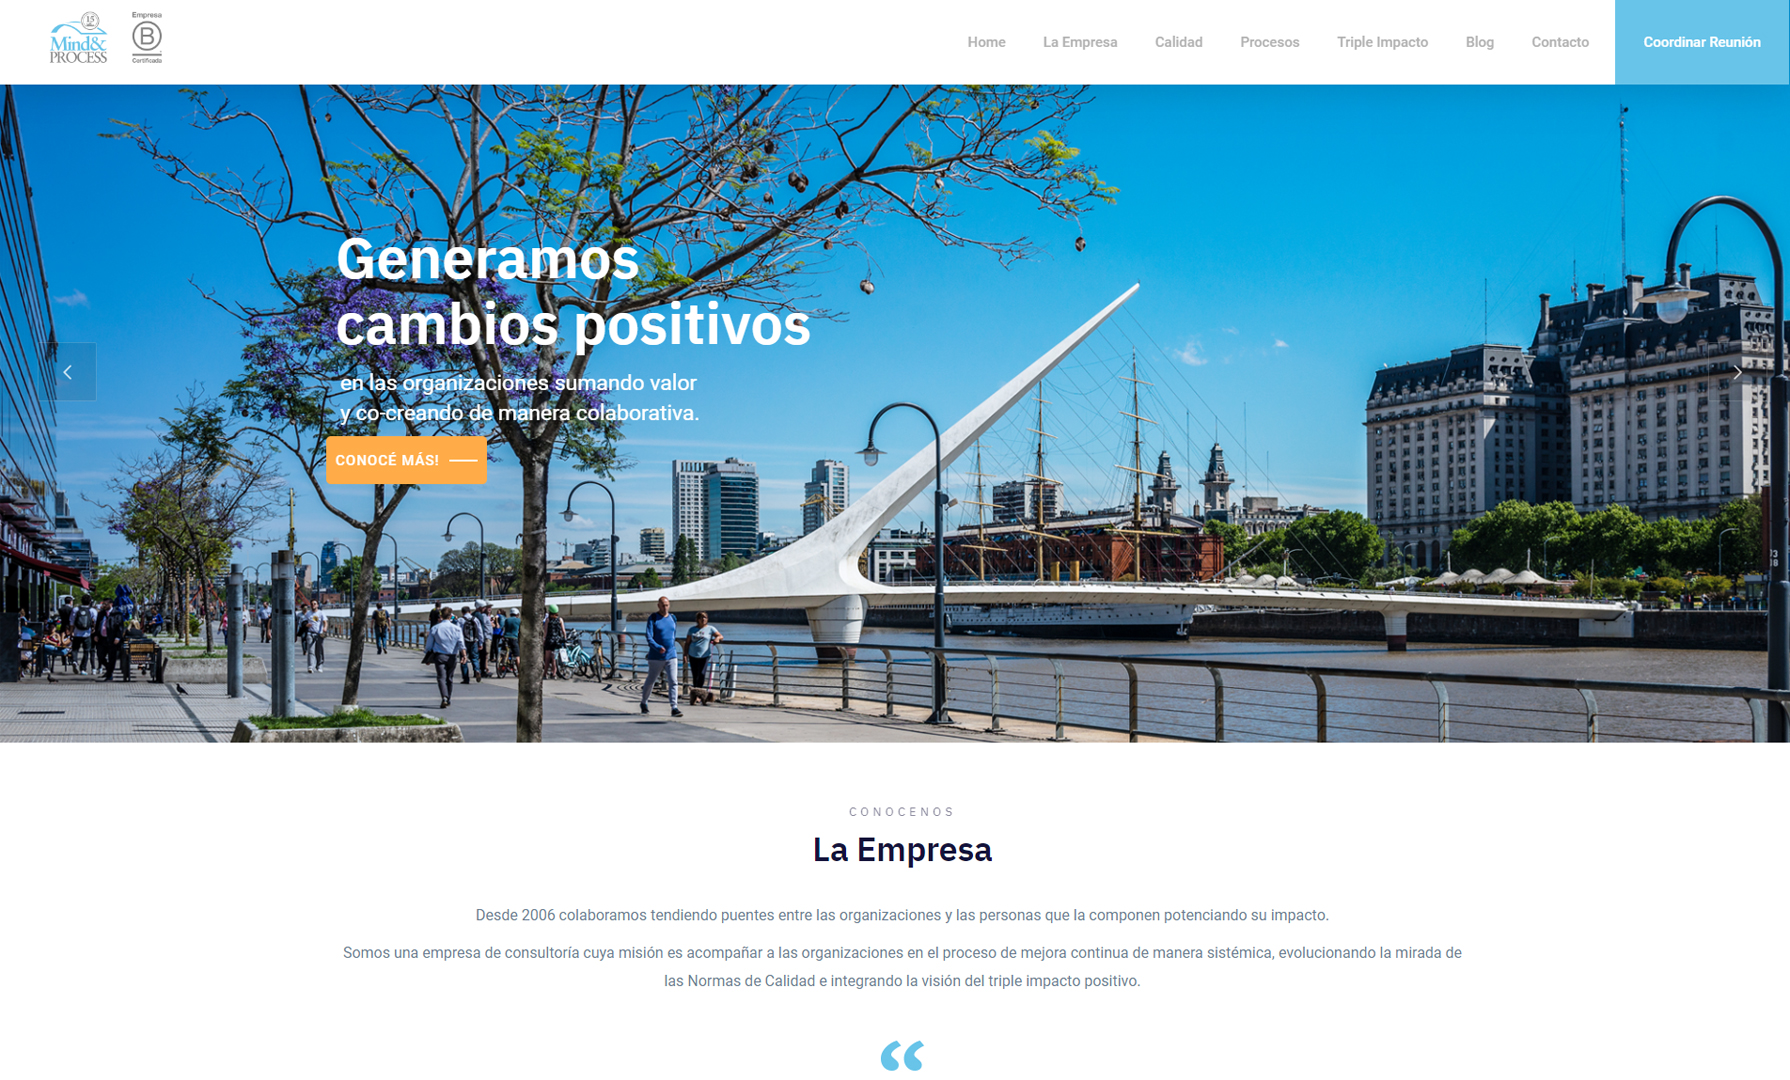 15
Mind&
PROCESS
Empresa
B
Certificada
Home
La Empresa
Calidad
Procesos
Triple Impacto
Blog
Contacto
Coordinar Reunión
Generamos
cambios positivos
en las organizaciones sumando valor
y co-creando de manera colaborativa.
CONOCÉ MÁS!
CONOCENOS
La Empresa
Desde 2006 colaboramos tendiendo puentes entre las organizaciones y las personas que la componen potenciando su impacto.
Somos una empresa de consultoría cuya misión es acompañar a las organizaciones en el proceso de mejora continua de manera sistémica, evolucionando la mirada de
las Normas de Calidad e integrando la visión del triple impacto positivo.
“